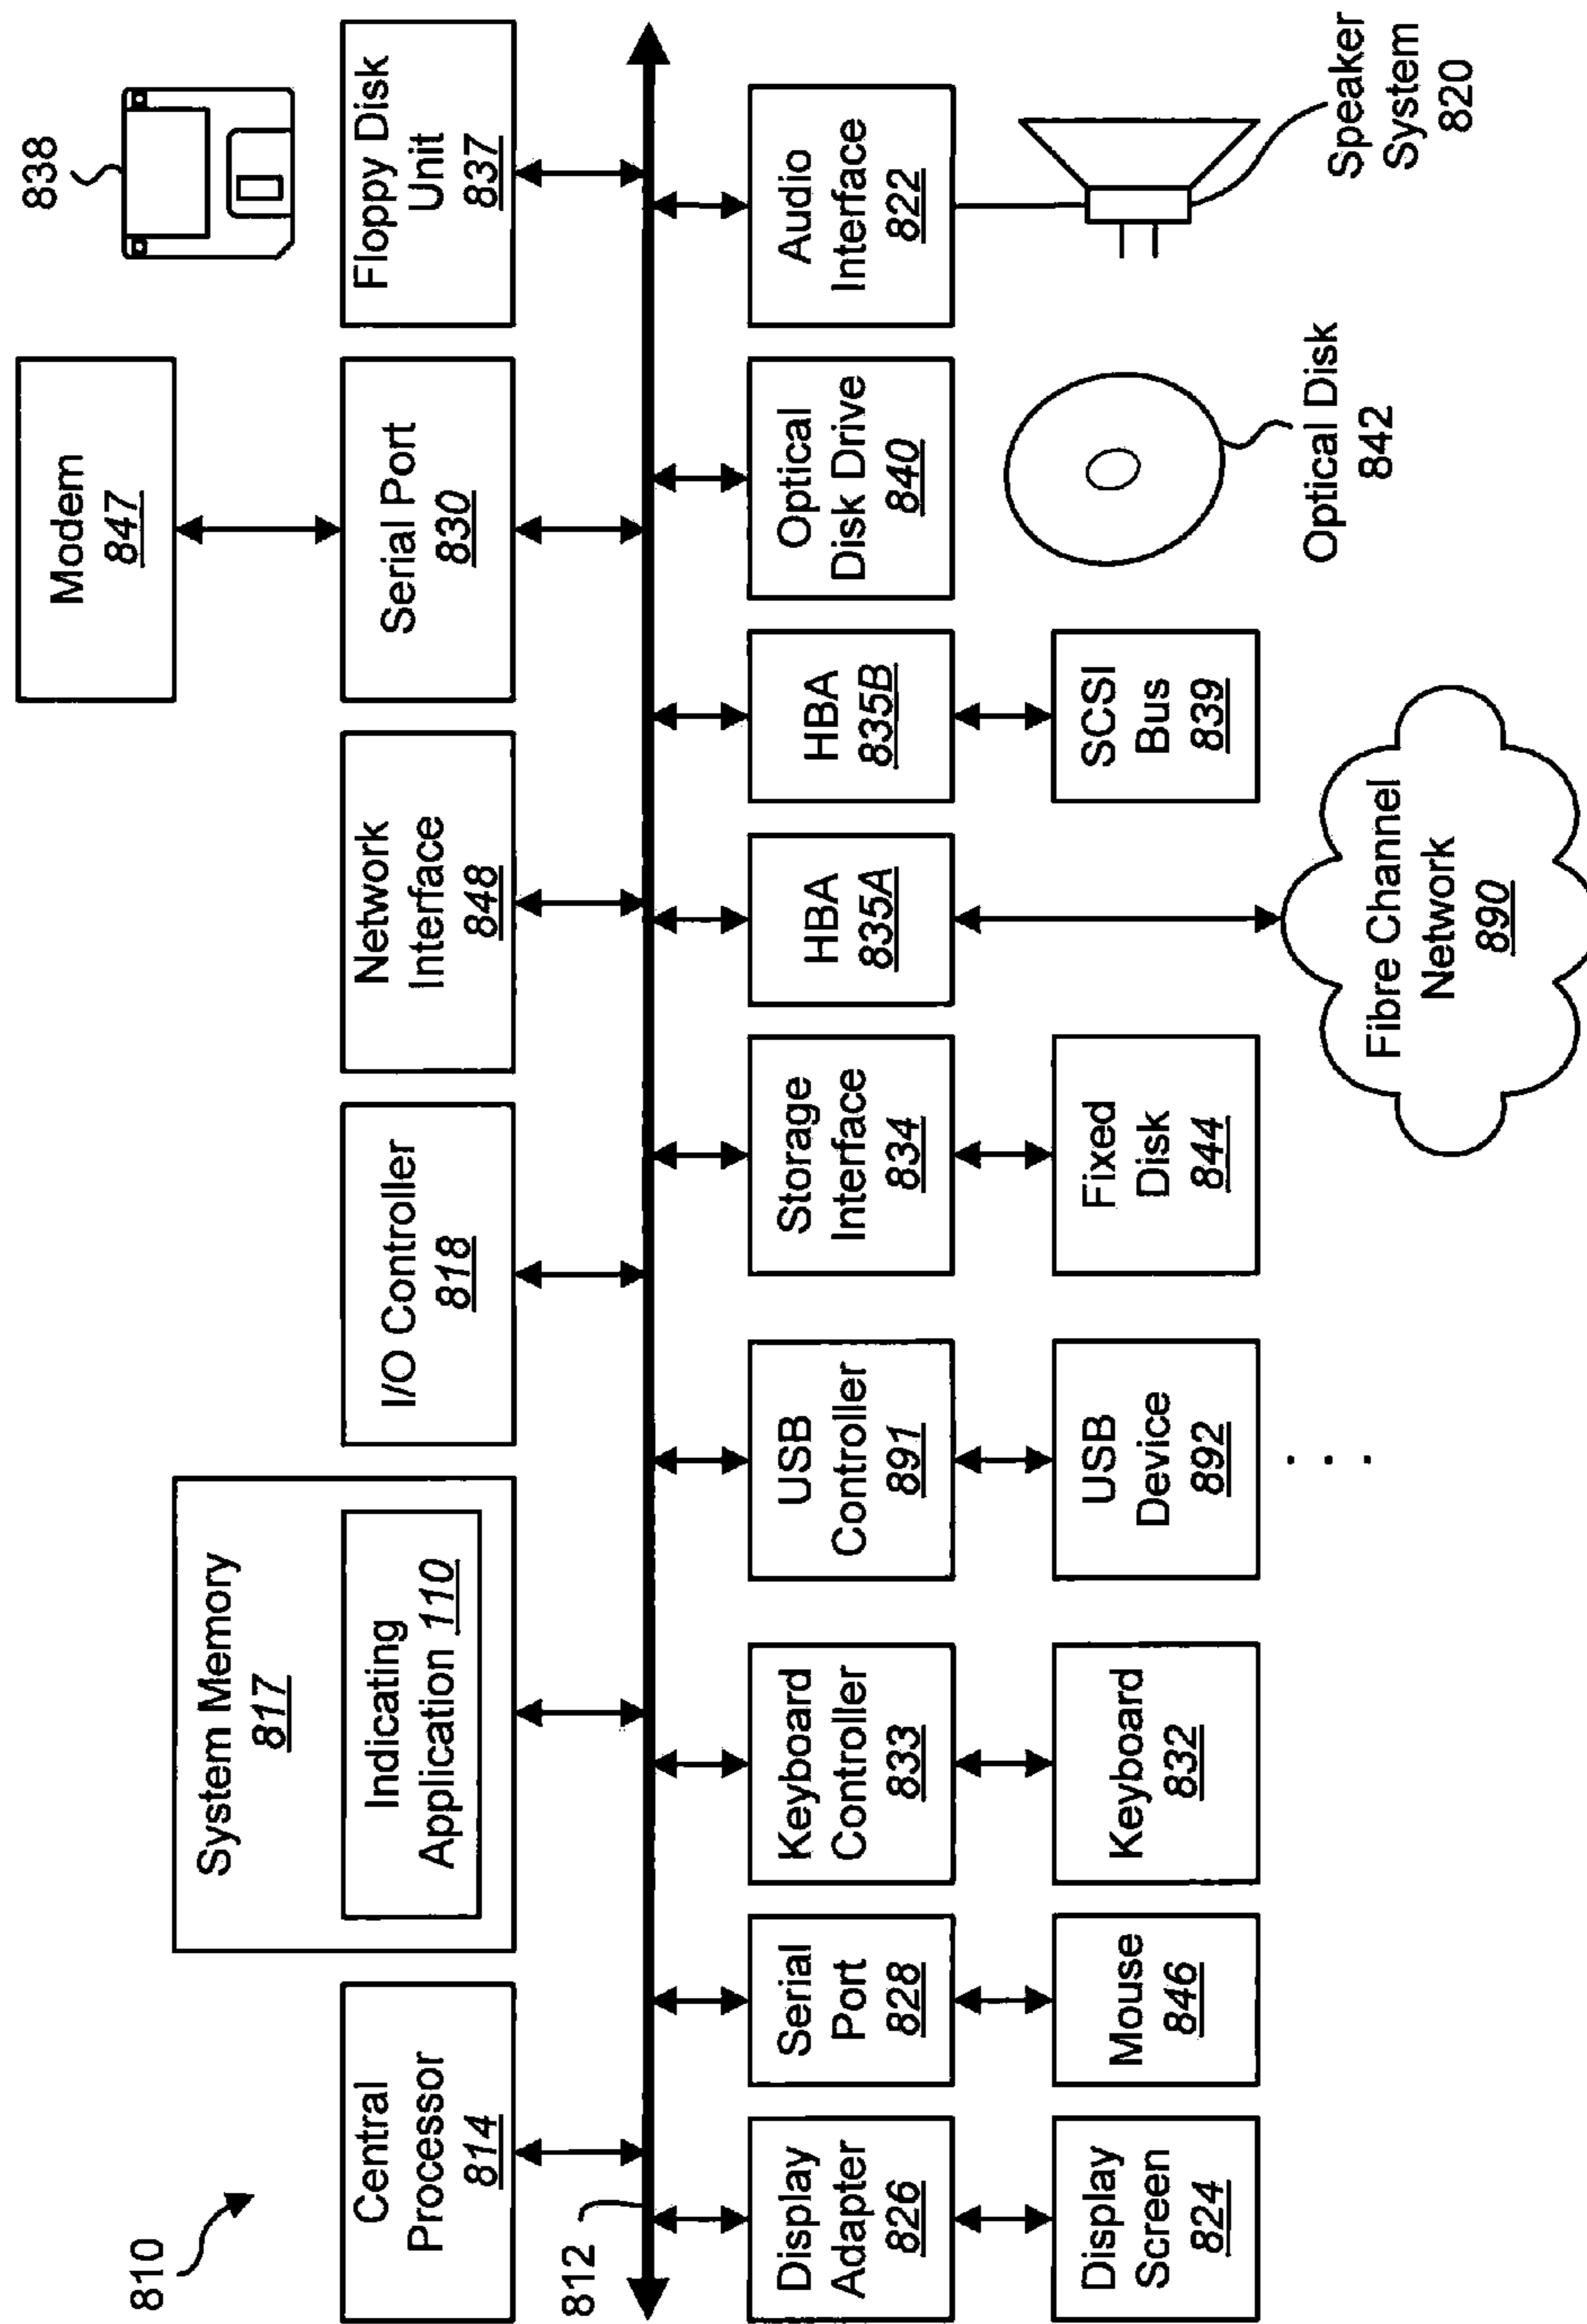 810
Central
Processor
814
System Memory
817
Indicating
Application 110
I/O Controller
818
Network
Interface
848
Modem
847
Serial Port
830
838
Floppy Disk
Unit
837
812
Display
Adapter
826
Serial
Port
828
Keyboard
Controller
833
USB
Controller
891
Storage
Interface
834
HBA
835A
HBA
835B
Optical
Disk Drive
840
Audio
Interface
822
Display
Screen
824
Mouse
846
Keyboard
832
USB
Device
892
. . .
Fixed
Disk
844
Fibre Channel
Network
890
SCSI
Bus
839
Optical Disk
842
Speaker
System
820